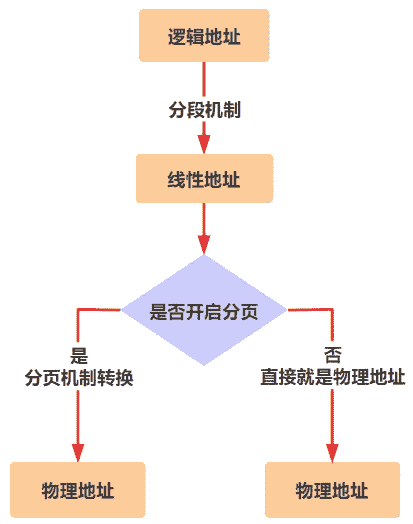 逻辑地址
分段机制
线性地址
是否开启分页
是
分页机制转换
否
直接就是物理地址
物理地址
物理地址